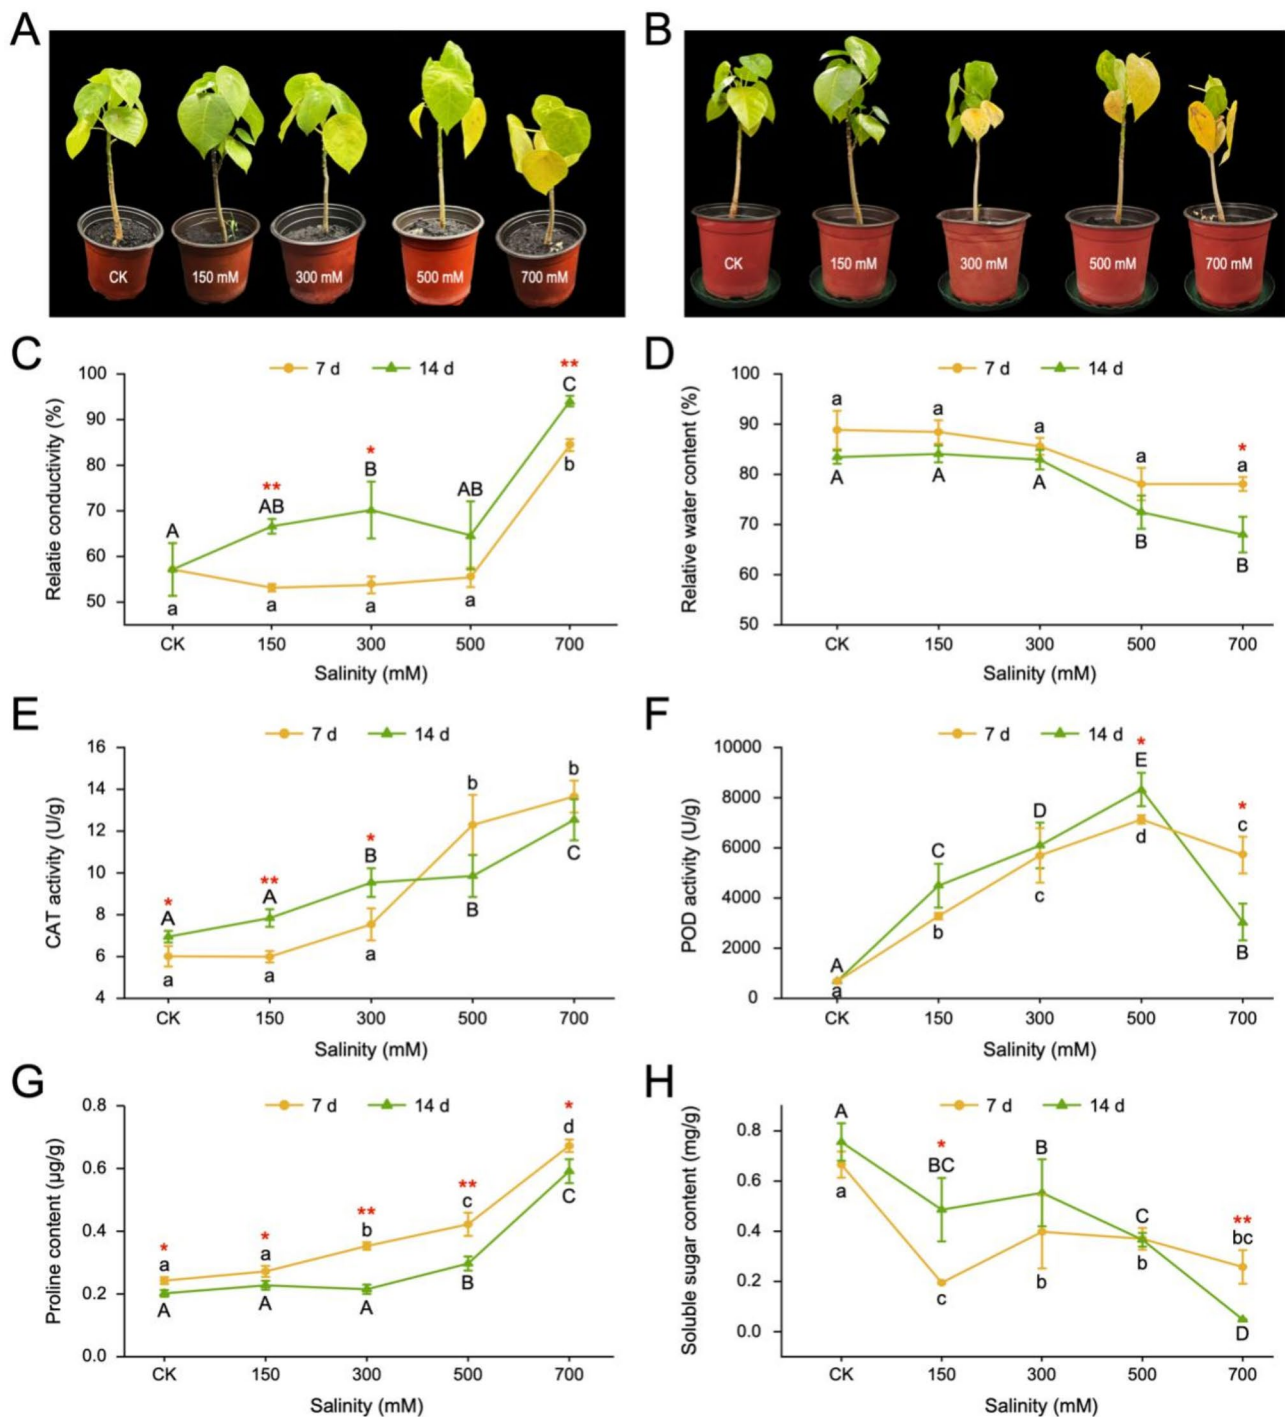 A
B
CK
150 mM
300 mM
500 mM
700 mM
CK
150 mM
300 mM
500 mM
700 mM
C
7 d
14 d
Relatie conductivity (%)
100
90
80
70
60
50
A
**
AB
*
B
AB
**
C
a
a
a
a
b
CK
150
300
500
700
Salinity (mM)
D
7 d
14 d
Relative water content (%)
100
90
80
70
60
50
a
a
a
a
*
a
A
A
A
B
B
CK
150
300
500
700
Salinity (mM)
E
7 d
14 d
CAT activity (U/g)
16
14
12
10
8
6
4
*
A
**
A
*
B
b
b
a
a
a
B
C
CK
150
300
500
700
Salinity (mM)
F
7 d
14 d
POD activity (U/g)
10000
8000
6000
4000
2000
0
A
C
D
*
E
*
c
a
b
c
d
B
CK
150
300
500
700
Salinity (mM)
G
7 d
14 d
Proline content (µg/g)
0.8
0.6
0.4
0.2
0.0
*
a
*
a
**
b
**
c
*
d
A
A
A
B
C
CK
150
300
500
700
Salinity (mM)
H
7 d
14 d
Soluble sugar content (mg/g)
0.8
0.6
0.4
0.2
0.0
A
*
BC
B
C
**
bc
a
c
b
b
D
CK
150
300
500
700
Salinity (mM)